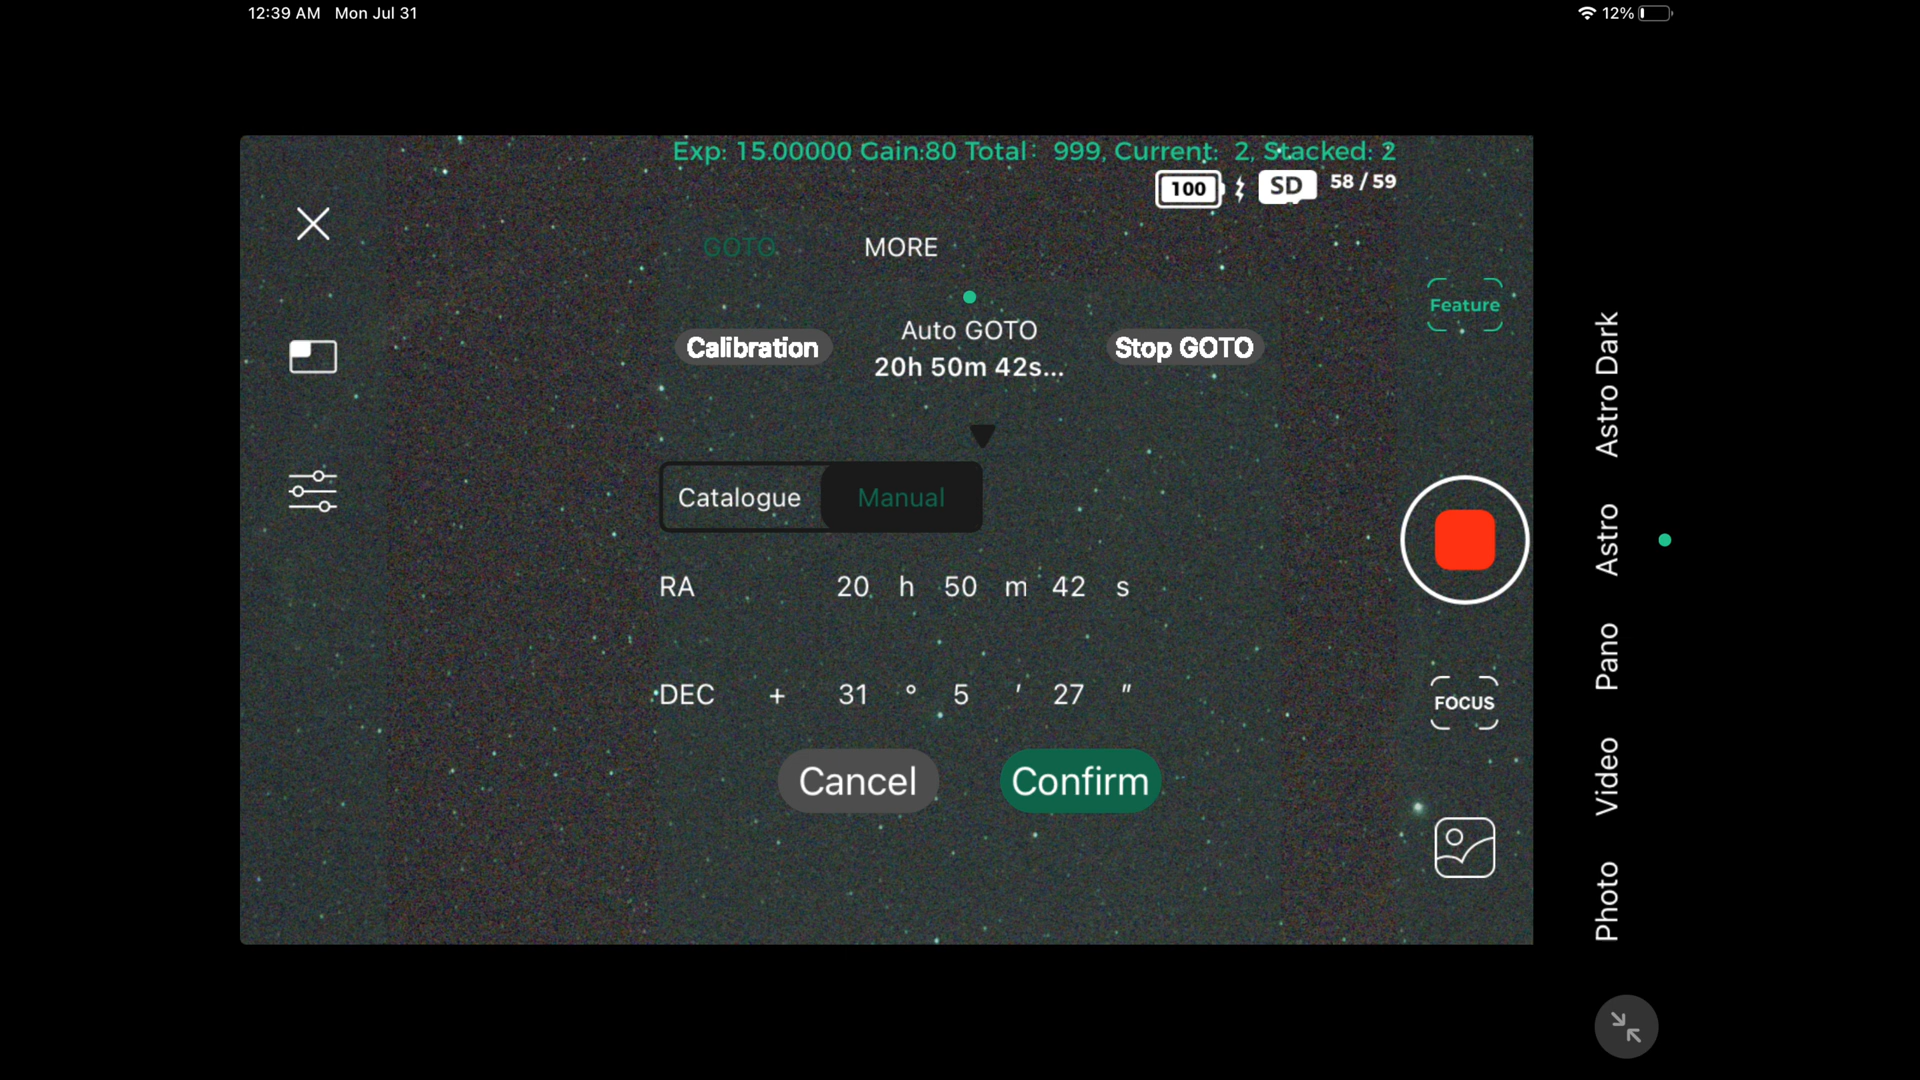 12:39 AM Mon Jul 31
12%
Exp: 15.00000 Gain:80 Total: 999, Current: 2, Stacked: 2
100 SD 58 / 59
GOTO MORE
Feature
Calibration
Auto GOTO
20h 50m 42s...
Stop GOTO
Catalogue Manual
RA 20 h 50 m 42 s
DEC + 31 ° 5 ′ 27 ″
FOCUS
Cancel Confirm
Astro Dark
Astro
Pano
Video
Photo